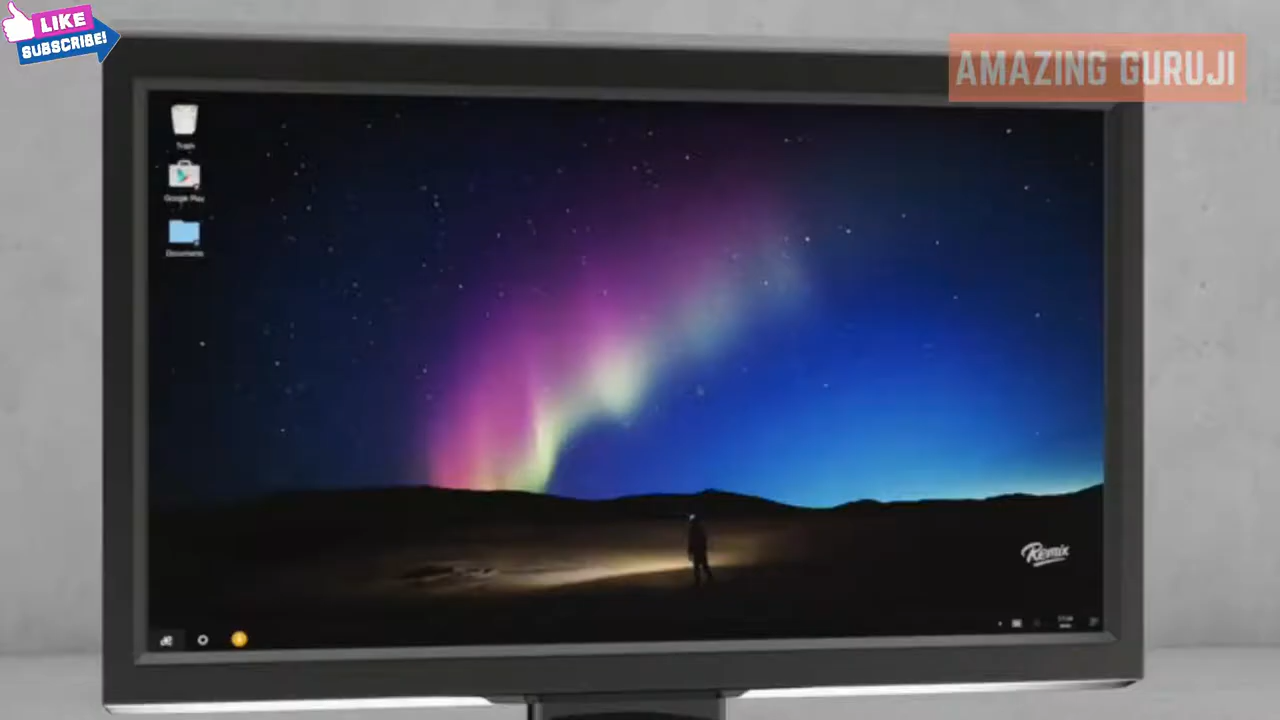 LIKE
SUBSCRIBE!
AMAZING GURUJI
Trash
Google Play
Documents
Remix